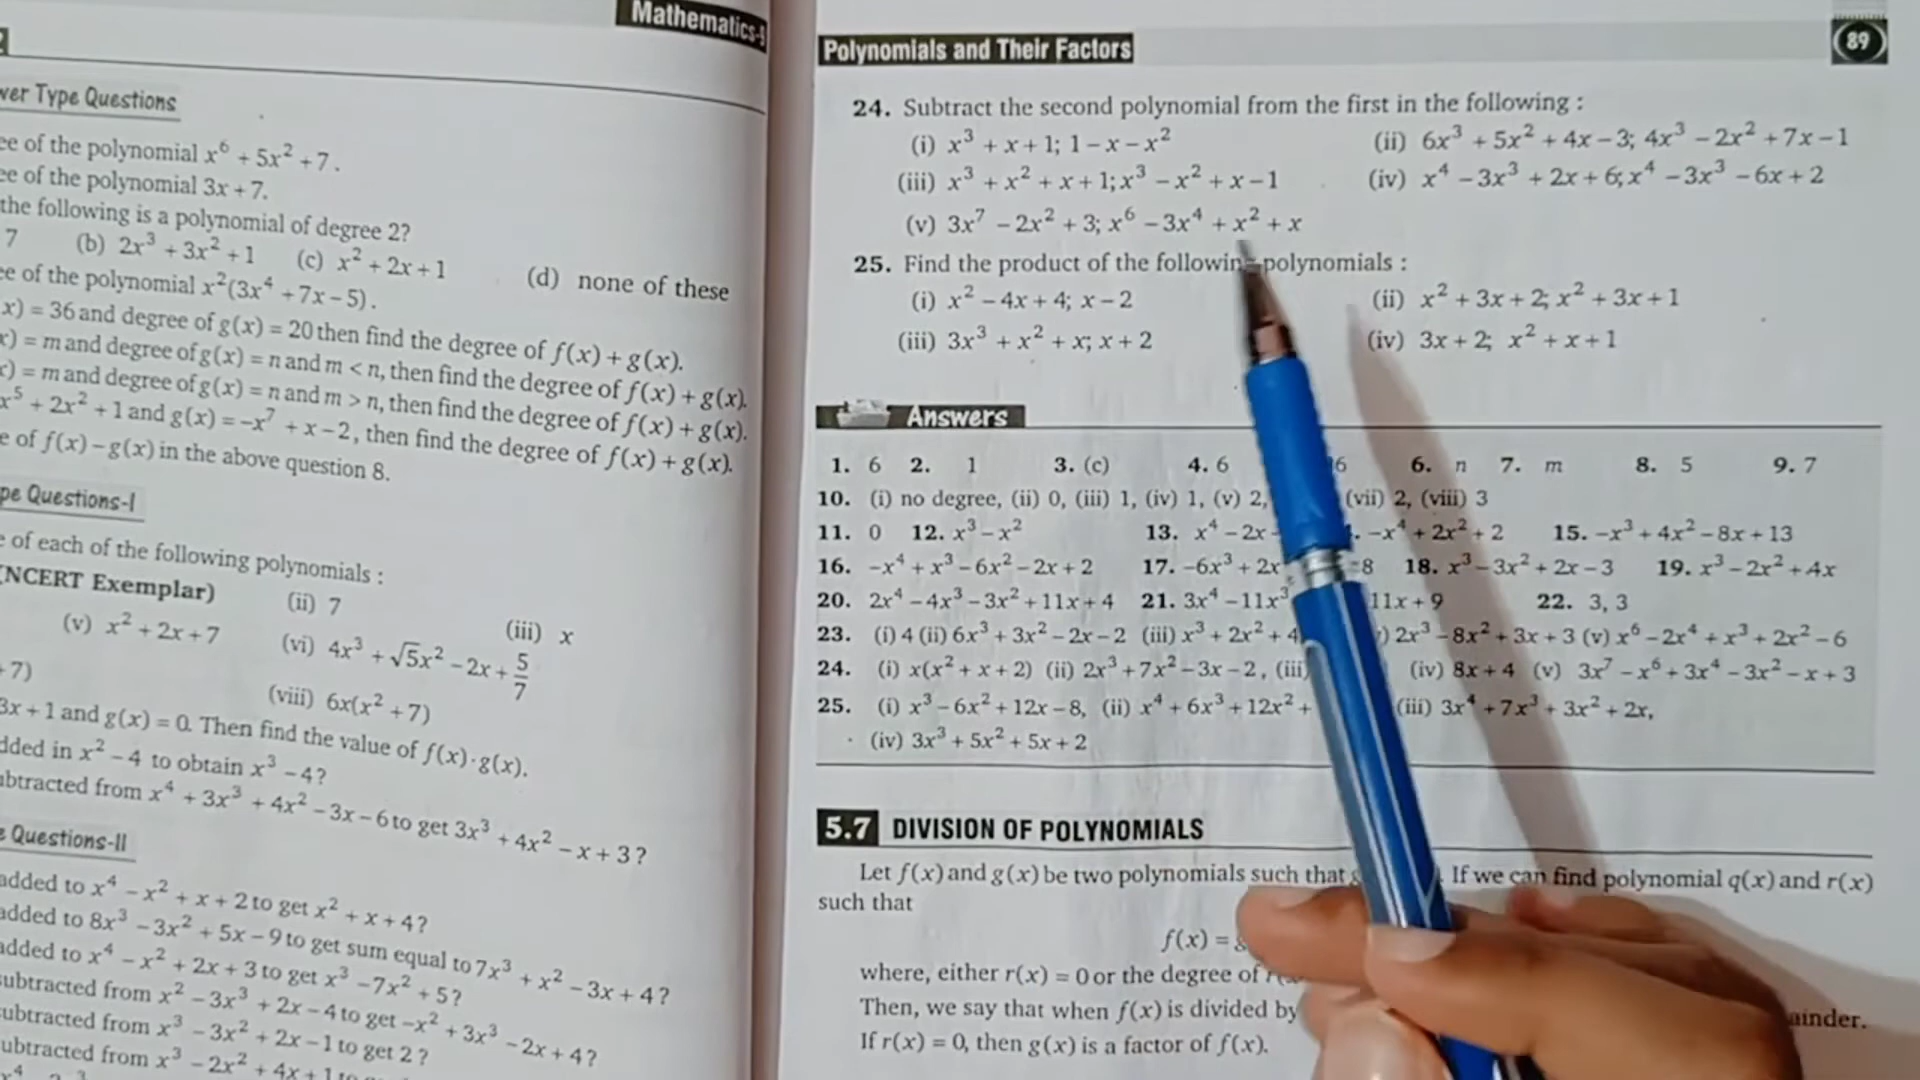 Mathematics-9
wer Type Questions
ee of the polynomial x⁶ + 5x² + 7.
ee of the polynomial 3x + 7.
the following is a polynomial of degree 2?
7 (b) 2x³ + 3x² + 1 (c) x² + 2x + 1 (d) none of these
ee of the polynomial x²(3x⁴ + 7x − 5).
x) = 36 and degree of g(x) = 20 then find the degree of f(x) + g(x).
x) = m and degree of g(x) = n and m < n, then find the degree of f(x) + g(x).
x) = m and degree of g(x) = n and m > n, then find the degree of f(x) + g(x).
x⁵ + 2x² + 1 and g(x) = −x⁷ + x − 2, then find the degree of f(x) + g(x).
e of f(x) − g(x) in the above question 8.
pe Questions-I
e of each of the following polynomials :
(NCERT Exemplar)
(ii) 7 (iii) x
(v) x² + 2x + 7 (vi) 4x³ + √5x² − 2x + 5/7
+ 7) (viii) 6x(x² + 7)
3x + 1 and g(x) = 0. Then find the value of f(x) · g(x).
dded in x² − 4 to obtain x³ − 4?
ubtracted from x⁴ + 3x³ + 4x² − 3x − 6 to get 3x³ + 4x² − x + 3?
e Questions-II
added to x⁴ − x² + x + 2 to get x² + x + 4?
added to 8x³ − 3x² + 5x − 9 to get sum equal to 7x³ + x² − 3x + 4?
added to x⁴ − x² + 2x + 3 to get x³ − 7x² + 5?
subtracted from x² − 3x³ + 2x − 4 to get −x² + 3x³ − 2x + 4?
ubtracted from x³ − 3x² + 2x − 1 to get 2?
ubtracted from x³ − 2x² + 4x + 1 to
Polynomials and Their Factors
89
24. Subtract the second polynomial from the first in the following :
(i) x³ + x + 1; 1 − x − x² (ii) 6x³ + 5x² + 4x − 3; 4x³ − 2x² + 7x − 1
(iii) x³ + x² + x + 1; x³ − x² + x − 1 (iv) x⁴ − 3x³ + 2x + 6; x⁴ − 3x³ − 6x + 2
(v) 3x⁷ − 2x² + 3; x⁶ − 3x⁴ + x² + x
25. Find the product of the following polynomials :
(i) x² − 4x + 4; x − 2 (ii) x² + 3x + 2; x² + 3x + 1
(iii) 3x³ + x² + x; x + 2 (iv) 3x + 2; x² + x + 1
Answers
1. 6 2. 1 3. (c) 4. 6 6 6. n 7. m 8. 5 9. 7
10. (i) no degree, (ii) 0, (iii) 1, (iv) 1, (v) 2, (vii) 2, (viii) 3
11. 0 12. x³ − x² 13. x⁴ − 2x . −x⁴ + 2x² + 2 15. −x³ + 4x² − 8x + 13
16. −x⁴ + x³ − 6x² − 2x + 2 17. −6x³ + 2x −8 18. x³ − 3x² + 2x − 3 19. x³ − 2x² + 4x
20. 2x⁴ − 4x³ − 3x² + 11x + 4 21. 3x⁴ − 11x³ 11x + 9 22. 3, 3
23. (i) 4 (ii) 6x³ + 3x² − 2x − 2 (iii) x³ + 2x² + 4 ) 2x³ − 8x² + 3x + 3 (v) x⁶ − 2x⁴ + x³ + 2x² − 6
24. (i) x(x² + x + 2) (ii) 2x³ + 7x² − 3x − 2, (iii) (iv) 8x + 4 (v) 3x⁷ − x⁶ + 3x⁴ − 3x² − x + 3
25. (i) x³ − 6x² + 12x − 8, (ii) x⁴ + 6x³ + 12x² + (iii) 3x⁴ + 7x³ + 3x² + 2x,
(iv) 3x³ + 5x² + 5x + 2
5.7 DIVISION OF POLYNOMIALS
Let f(x) and g(x) be two polynomials such that If we can find polynomial q(x) and r(x)
such that
f(x) = g
where, either r(x) = 0 or the degree of
Then, we say that when f(x) is divided by ainder.
If r(x) = 0, then g(x) is a factor of f(x).